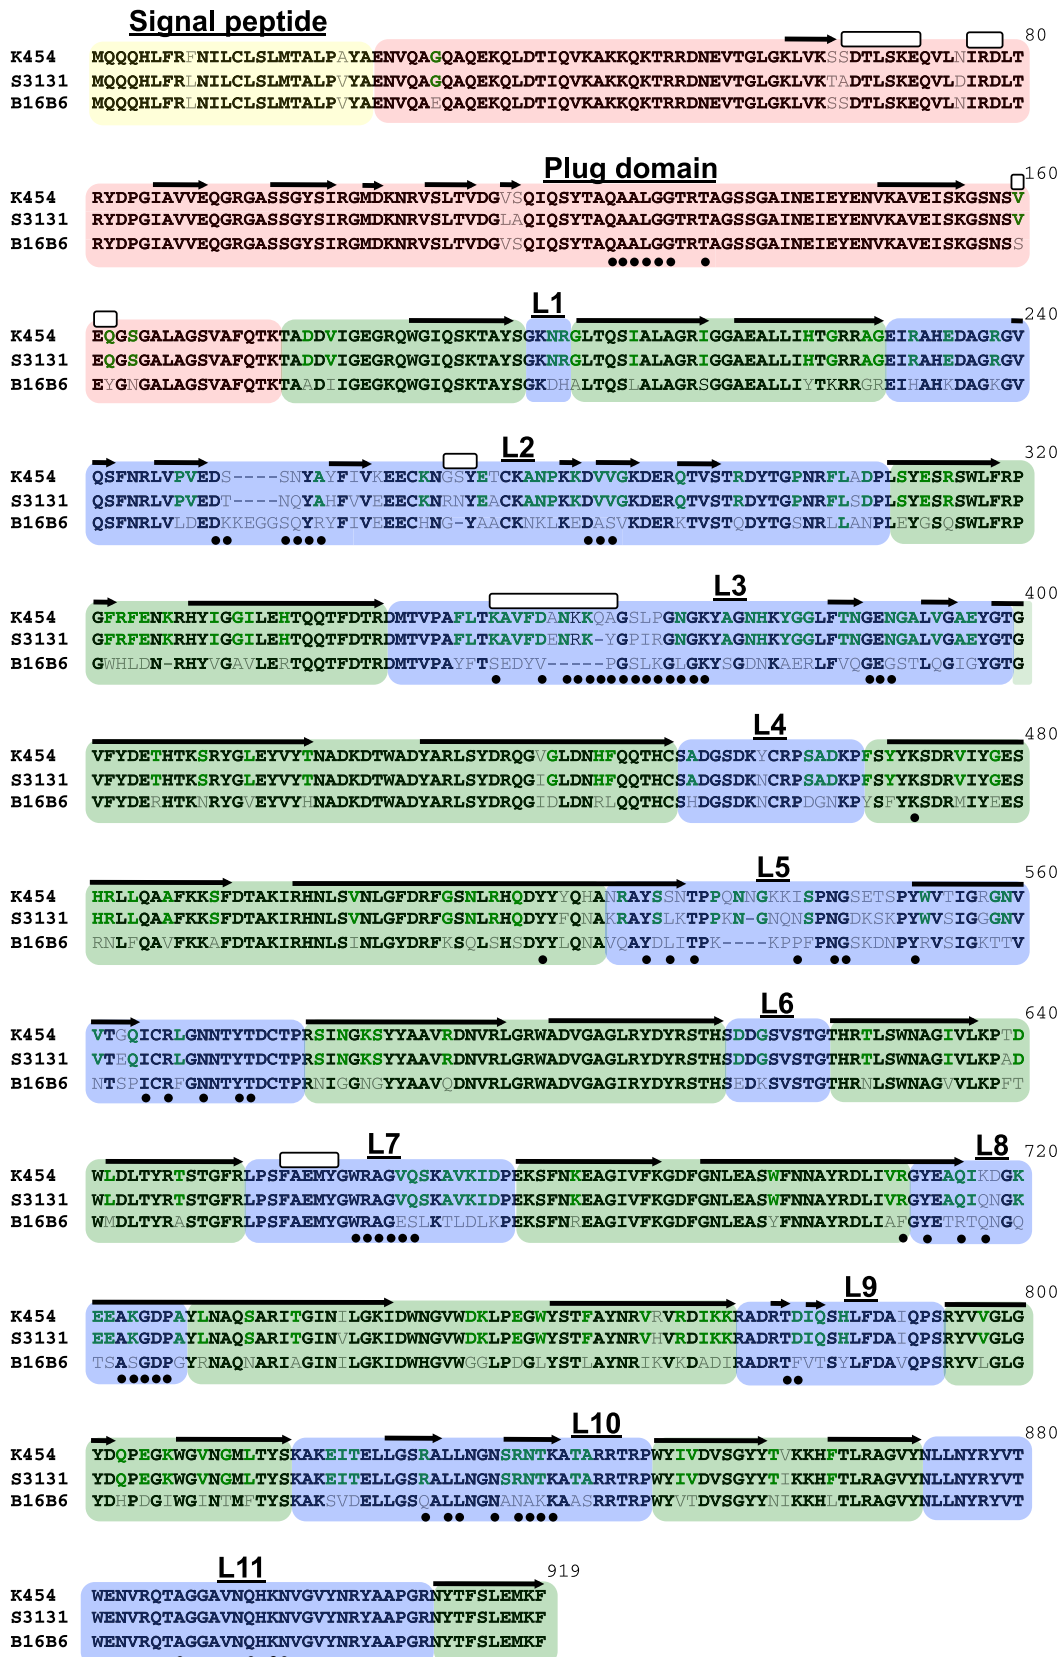 Signal peptide
80
K454 MQQQHLFRFNILCLSLMTALPAYAENVQAGQAQEKQLDTIQVKAKKQKTRRDNEVTGLGKLVKSSDTLSKEQVLNIRDLT
S3131 MQQQHLFRLNILCLSLMTALPAYAENVQAGQAQEKQLDTIQVKAKKQKTRRDNEVTGLGKLVKTADTLSKEQVLDIRDLT
B16B6 MQQQHLFRLNILCLSLMTALPVYAENVQAEQAQEKQLDTIQVKAKKQKTRRDNEVTGLGKLVKSSDTLSKEQVLNIRDLT
Plug domain
160
K454 RYDPGIAVVEQGRGASSGYSIRGMDKNRVSLTVDGVSQIQSYTAQAALGGTRTAGSSGAINEIEYENVKAVEISKGSNSV
S3131 RYDPGIAVVEQGRGASSGYSIRGMDKNRVSLTVDGLAQIQSYTAQAALGGTRTAGSSGAINEIEYENVKAVEISKGSNSV
B16B6 RYDPGIAVVEQGRGASSGYSIRGMDKNRVSLTVDGVSQIQSYTAQAALGGTRTAGSSGAINEIEYENVKAVEISKGSNSS
L1
240
K454 EQGSGALAGSVAFQTKTADDVIGEGRQWGIQSKTAYSGKNRGLTQSIALAGRIGGAEALLIHTGRRAGEIRAHEDAGRGV
S3131 EQGSGALAGSVAFQTKTADDVIGEGRQWGIQSKTAYSGKNRGLTQSIALAGRIGGAEALLIHTGRRAGEIRAHEDAGRGV
B16B6 EYGNGALAGSVAFQTKTAADIIGEGKQWGIQSKTAYSGKDHALTQSLALAGRSGGAEALLIYTKRRGREIHAHKDAGKGV
L2
320
K454 QSFNRLVPVEDS----SNYAYFIVKEECKNGSYETCKANPKKDVVGKDERQTVSTRDYTGPNRFLADPLSYESRSWLFRP
S3131 QSFNRLVPVEDT----NQYAHFVVEEECKNRNYEACKANPKKDVVGKDERQTVSTRDYTGPNRFLSDPLSYESRSWLFRP
B16B6 QSFNRLVLDEDKKEGGSQYRYFIVEEECHNG-YAACKNKLKEDASVKDERKTVSTQDYTGSNRLLANPLEYGSQSWLFRP
L3
400
K454 GFRFENKRHYIGGILEHTQQTFDTRDMTVPAFLTKAVFDANKKQAGSLPGNGKYAGNHKYGGLFTNGENGALVGAEYGTG
S3131 GFRFENKRHYIGGILEHTQQTFDTRDMTVPAFLTKAVFDENRK-YGPIRGNGKYAGNHKYGGLFTNGENGALVGAEYGTG
B16B6 GWHLDN-RHYVGAVLERTQQTFDTRDMTVPAYFTSEDYV-----PGSLKGLGKYSGDNKAERLFVQGEGSTLQGIGYGTG
L4
480
K454 VFYDETHTKSRYGLEYVYTNADKDTWADYARLSYDRQGVGLDNHFQQTHCSADGSDKYCRPSADKPFSYYKSDRVIYGES
S3131 VFYDETHTKSRYGLEYVYTNADKDTWADYARLSYDRQGIGLDNHFQQTHCSADGSDKNCRPSADKPFSYYKSDRVIYGES
B16B6 VFYDERHTKNRYGVEYVYHNADKDTWADYARLSYDRQGIDLDNRLQQTHCSHDGSDKNCRPDGNKPYSFYKSDRMIYEES
L5
560
K454 HRLLQAAFKKSFDTAKIRHNLSVNLGFDRFGSNLRHQDYYYQHANRAYSSNTPPQNNGKKISPNGSETSPYWVTIGRGNV
S3131 HRLLQAAFKKSFDTAKIRHNLSVNLGFDRFGSNLRHQDYYFQNAKRAYSLKTPPKN-GNQNSPNGDKSKPYWVSIGGGNV
B16B6 RNLFQAVFKKAFDTAKIRHNLSINLGYDRFKSQLSHSDYYLQNAVQAYDLITPK----KPPFPNGSKDNPYRVSIGKTTV
L6
640
K454 VTGQICRLGNNTYTDCTPRSINGKSYYAAVRDNVRLGRWADVGAGLRYDYRSTHSDDGSVSTGTHRTLSWNAGIVLKPTD
S3131 VTEQICRLGNNTYTDCTPRSINGKSYYAAVRDNVRLGRWADVGAGLRYDYRSTHSDDGSVSTGTHRTLSWNAGIVLKPAD
B16B6 NTSPICRFGNNTYTDCTPRNIGGNGYYAAVQDNVRLGRWADVGAGIRYDYRSTHSEDKSVSTGTHRNLSWNAGVVLKPFT
L7
L8
720
K454 WLDLTYRTSTGFRLPSFAEMYGWRAGVQSKAVKIDPEKSFNKEAGIVFKGDFGNLEASWFNNAYRDLIVRGYEAQIKDGK
S3131 WLDLTYRTSTGFRLPSFAEMYGWRAGVQSKAVKIDPEKSFNKEAGIVFKGDFGNLEASWFNNAYRDLIVRGYEAQIQNGK
B16B6 WMDLTYRASTGFRLPSFAEMYGWRAGESLKTLDLKPEKSFNREAGIVFKGDFGNLEASYFNNAYRDLIAFGYETRTQNGQ
L9
800
K454 EEAKGDPAYLNAQSARITGINILGKIDWNGVWDKLPEGWYSTFAYNRVRVRDIKKRADRTDIQSHLFDAIQPSRYVVGLG
S3131 EEAKGDPAYLNAQSARITGINVLGKIDWNGVWDKLPEGWYSTFAYNRVHVRDIKKRADRTDIQSHLFDAIQPSRYVVGLG
B16B6 TSASGDPGYRNAQNARIAGINILGKIDWHGVWGGLPDGLYSTLAYNRIKVKDADIRADRTFVTSYLFDAVQPSRYVLGLG
L10
880
K454 YDQPEGKWGVNGMLTYSKAKEITELLGSRALLNGNSRNTKATARRTRPWYIVDVSGYYTVKKHFTLRAGVYNLLNYRYVT
S3131 YDQPEGKWGVNGMLTYSKAKEITELLGSRALLNGNSRNTKATARRTRPWYIVDVSGYYTIKKHFTLRAGVYNLLNYRYVT
B16B6 YDHPDGIWGINTMFTYSKAKSVDELLGSQALLNGNANAKKAASRRTRPWYVTDVSGYYNIKKHLTLRAGVYNLLNYRYVT
L11
919
K454 WENVRQTAGGAVNQHKNVGVYNRYAAPGRNYTFSLEMKF
S3131 WENVRQTAGGAVNQHKNVGVYNRYAAPGRNYTFSLEMKF
B16B6 WENVRQTAGGAVNQHKNVGVYNRYAAPGRNYTFSLEMKF